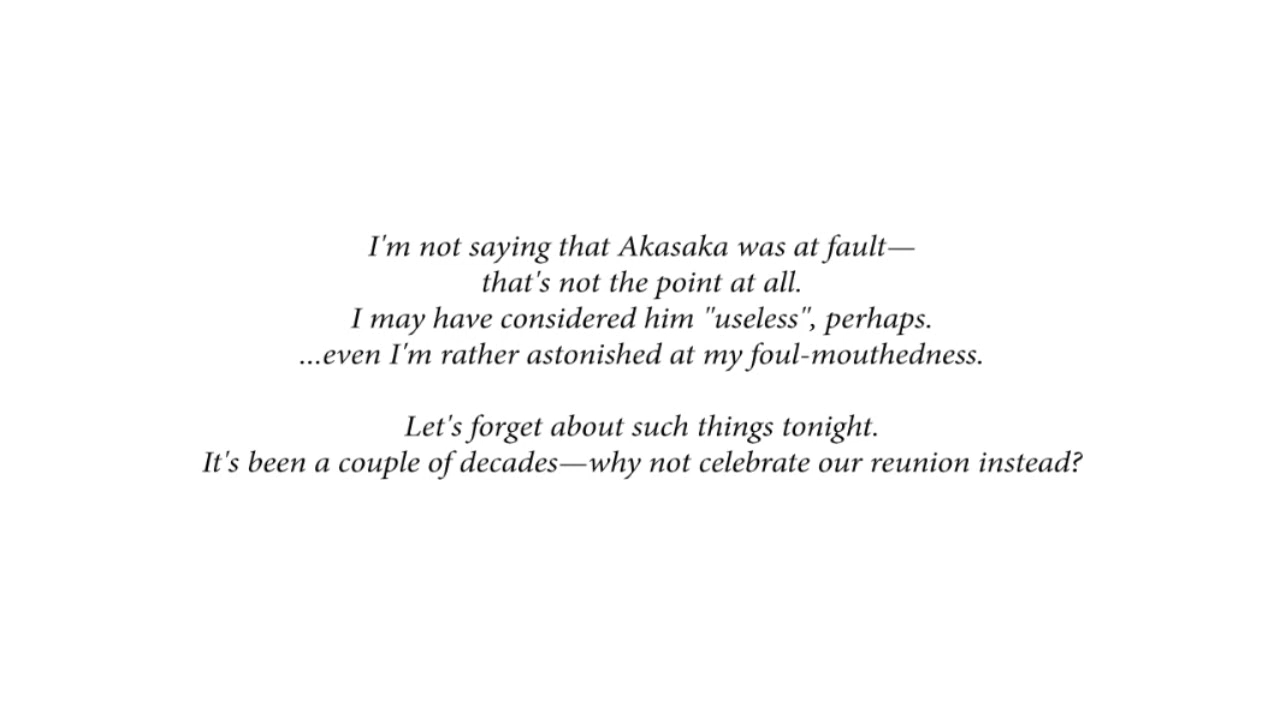 I'm not saying that Akasaka was at fault—
that's not the point at all.
I may have considered him "useless", perhaps.
...even I'm rather astonished at my foul-mouthedness.
Let's forget about such things tonight.
It's been a couple of decades—why not celebrate our reunion instead?